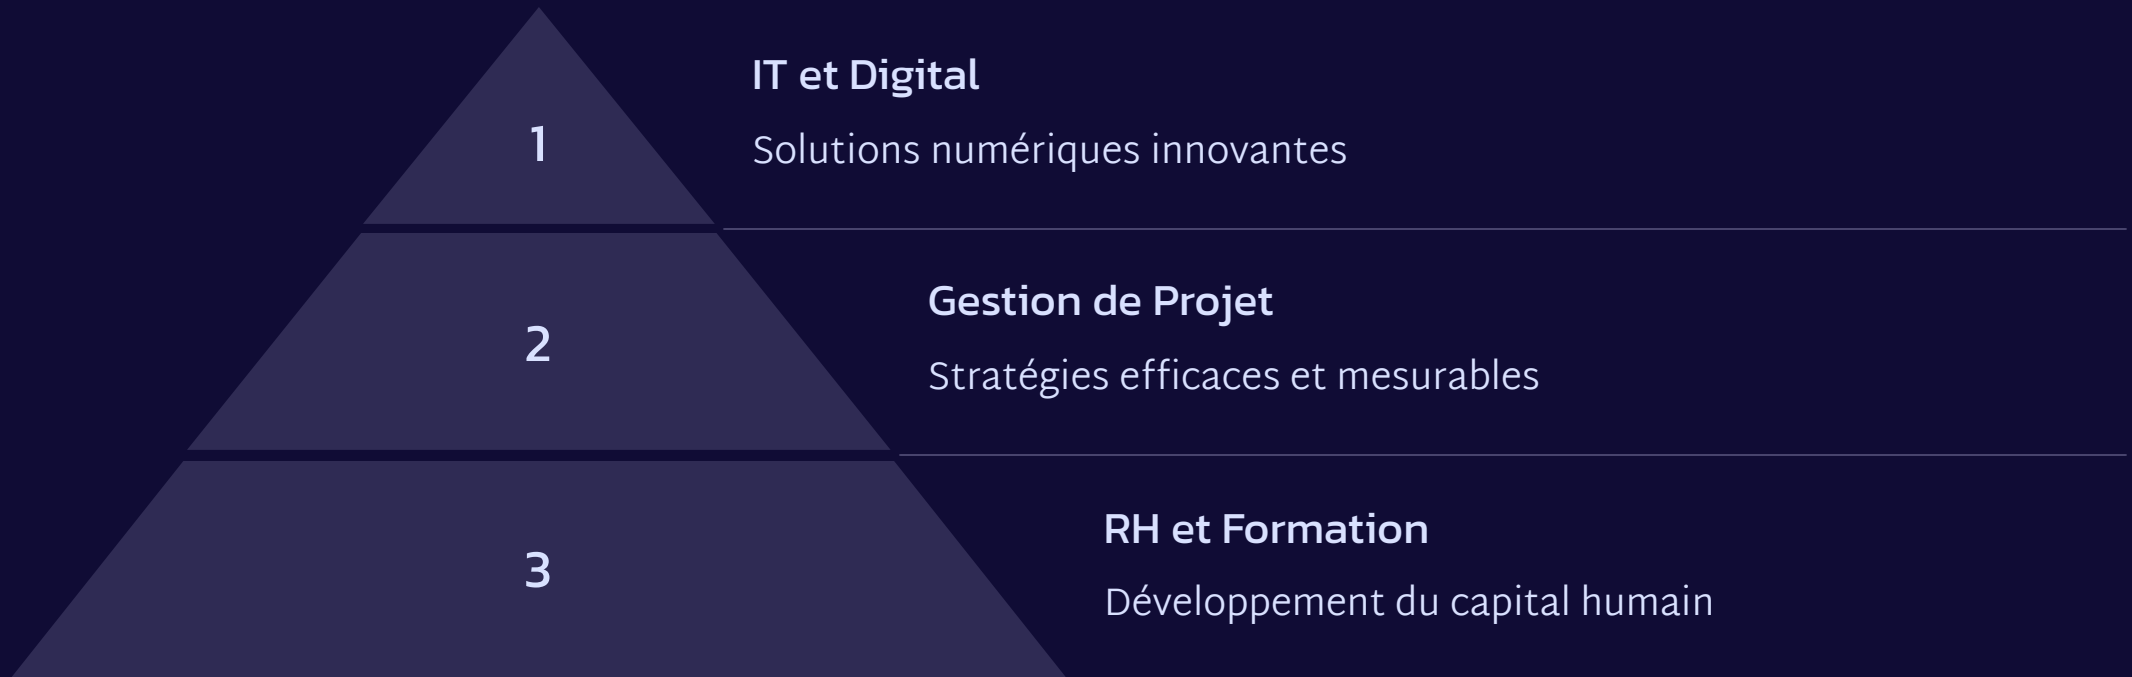 1
IT et Digital
Solutions numériques innovantes
2
Gestion de Projet
Stratégies efficaces et mesurables
3
RH et Formation
Développement du capital humain